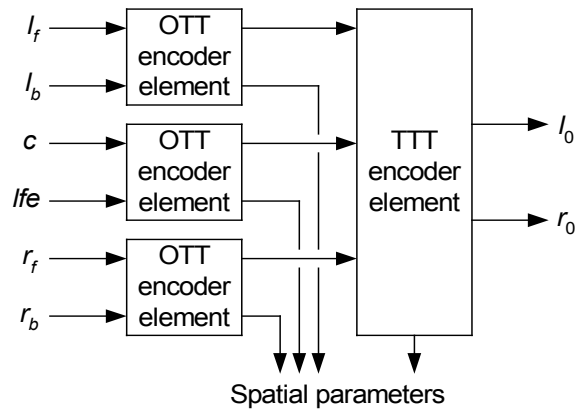 l_f
l_b
OTT
encoder
element
c
lfe
OTT
encoder
element
r_f
r_b
OTT
encoder
element
TTT
encoder
element
l_0
r_0
Spatial parameters